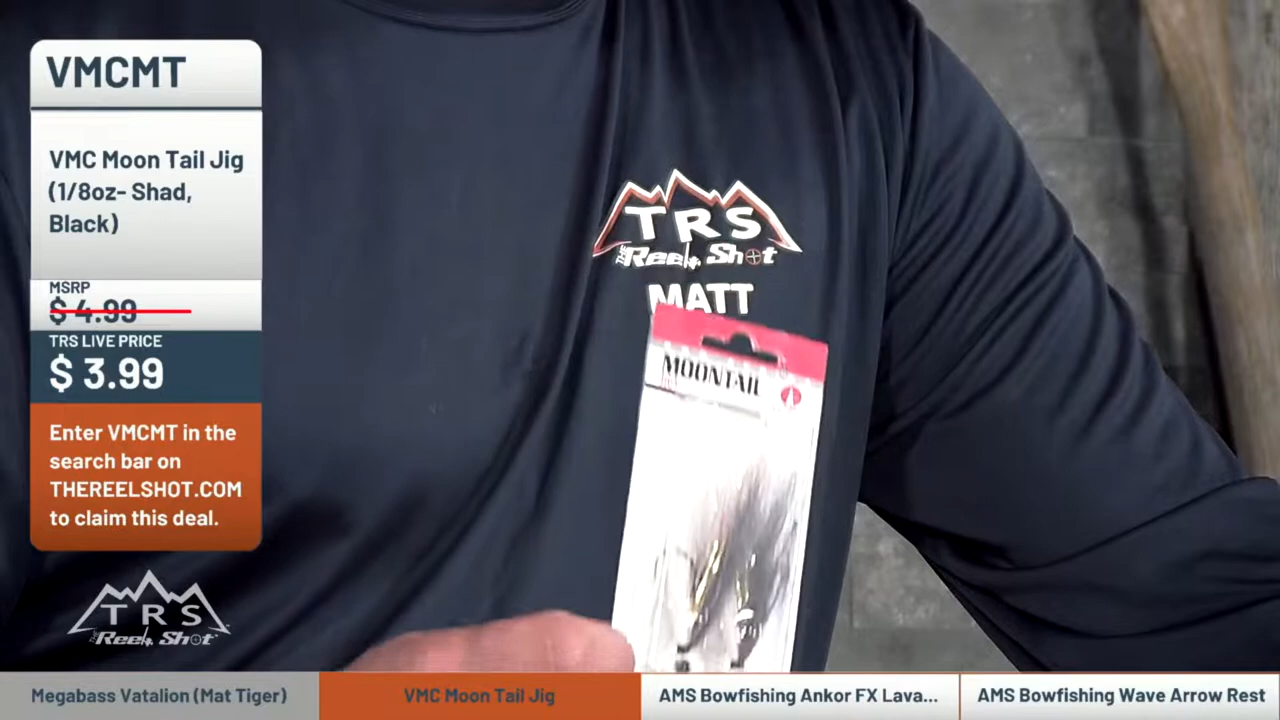 VMCMT
VMC Moon Tail Jig
(1/8oz- Shad,
Black)
MSRP
$ 4.99
TRS LIVE PRICE
$ 3.99
Enter VMCMT in the
search bar on
THEREELSHOT.COM
to claim this deal.
TRS
THE Reel Shot
TRS
THE Reel Shot
MATT
MOONTAIL
Megabass Vatalion (Mat Tiger)
VMC Moon Tail Jig
AMS Bowfishing Ankor FX Lava...
AMS Bowfishing Wave Arrow Rest